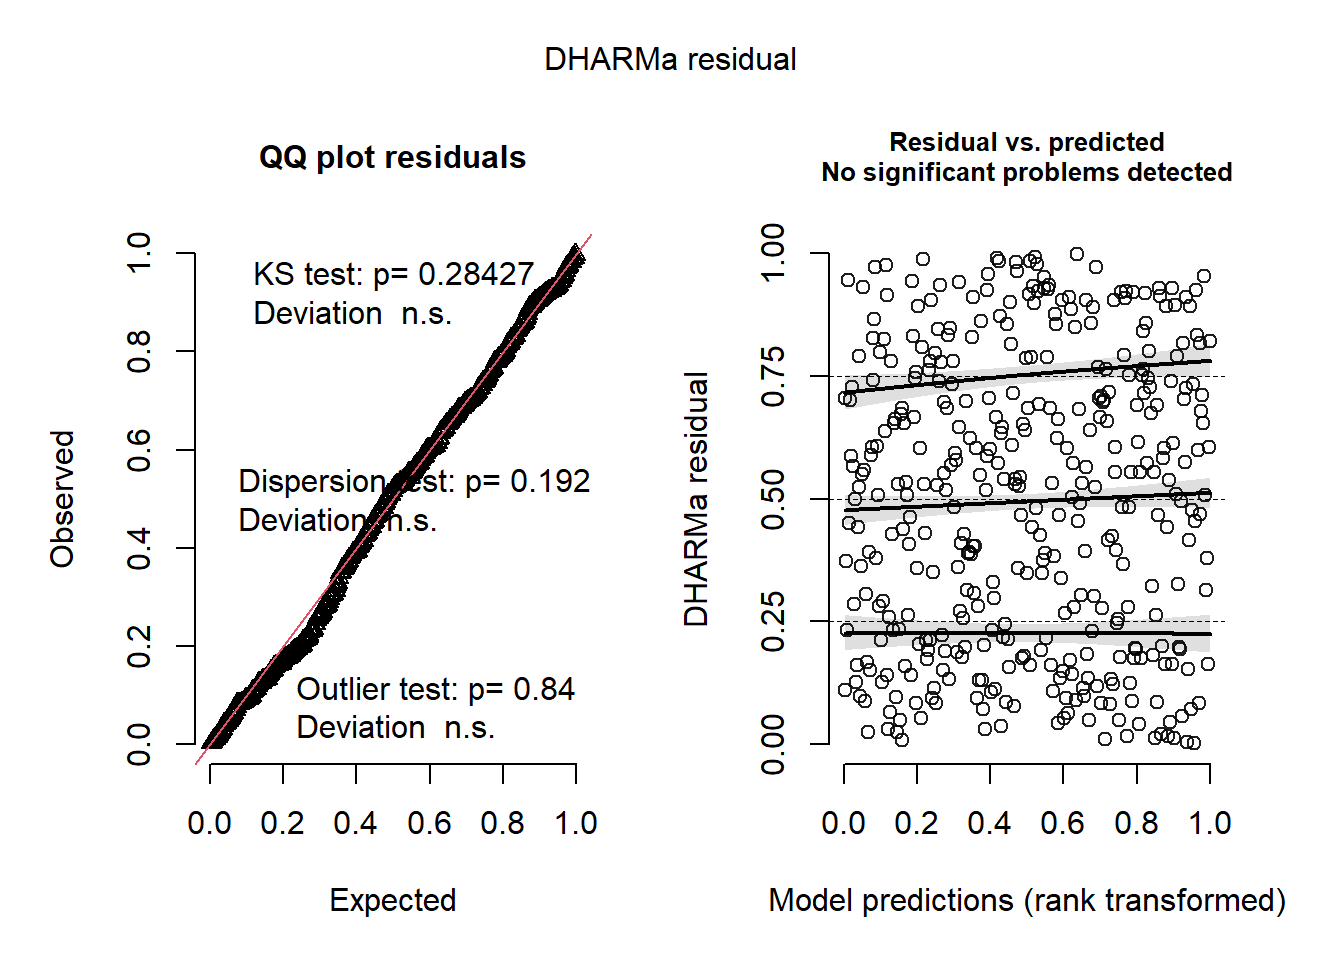 DHARMa residual
QQ plot residuals
KS test: p= 0.28427
Deviation  n.s.
Dispersion test: p= 0.192
Deviation  n.s.
Outlier test: p= 0.84
Deviation  n.s.
Observed
0.0
0.2
0.4
0.6
0.8
1.0
0.0 0.2 0.4 0.6 0.8 1.0
Expected
Residual vs. predicted
No significant problems detected
DHARMa residual
0.00
0.25
0.50
0.75
1.00
0.0 0.2 0.4 0.6 0.8 1.0
Model predictions (rank transformed)